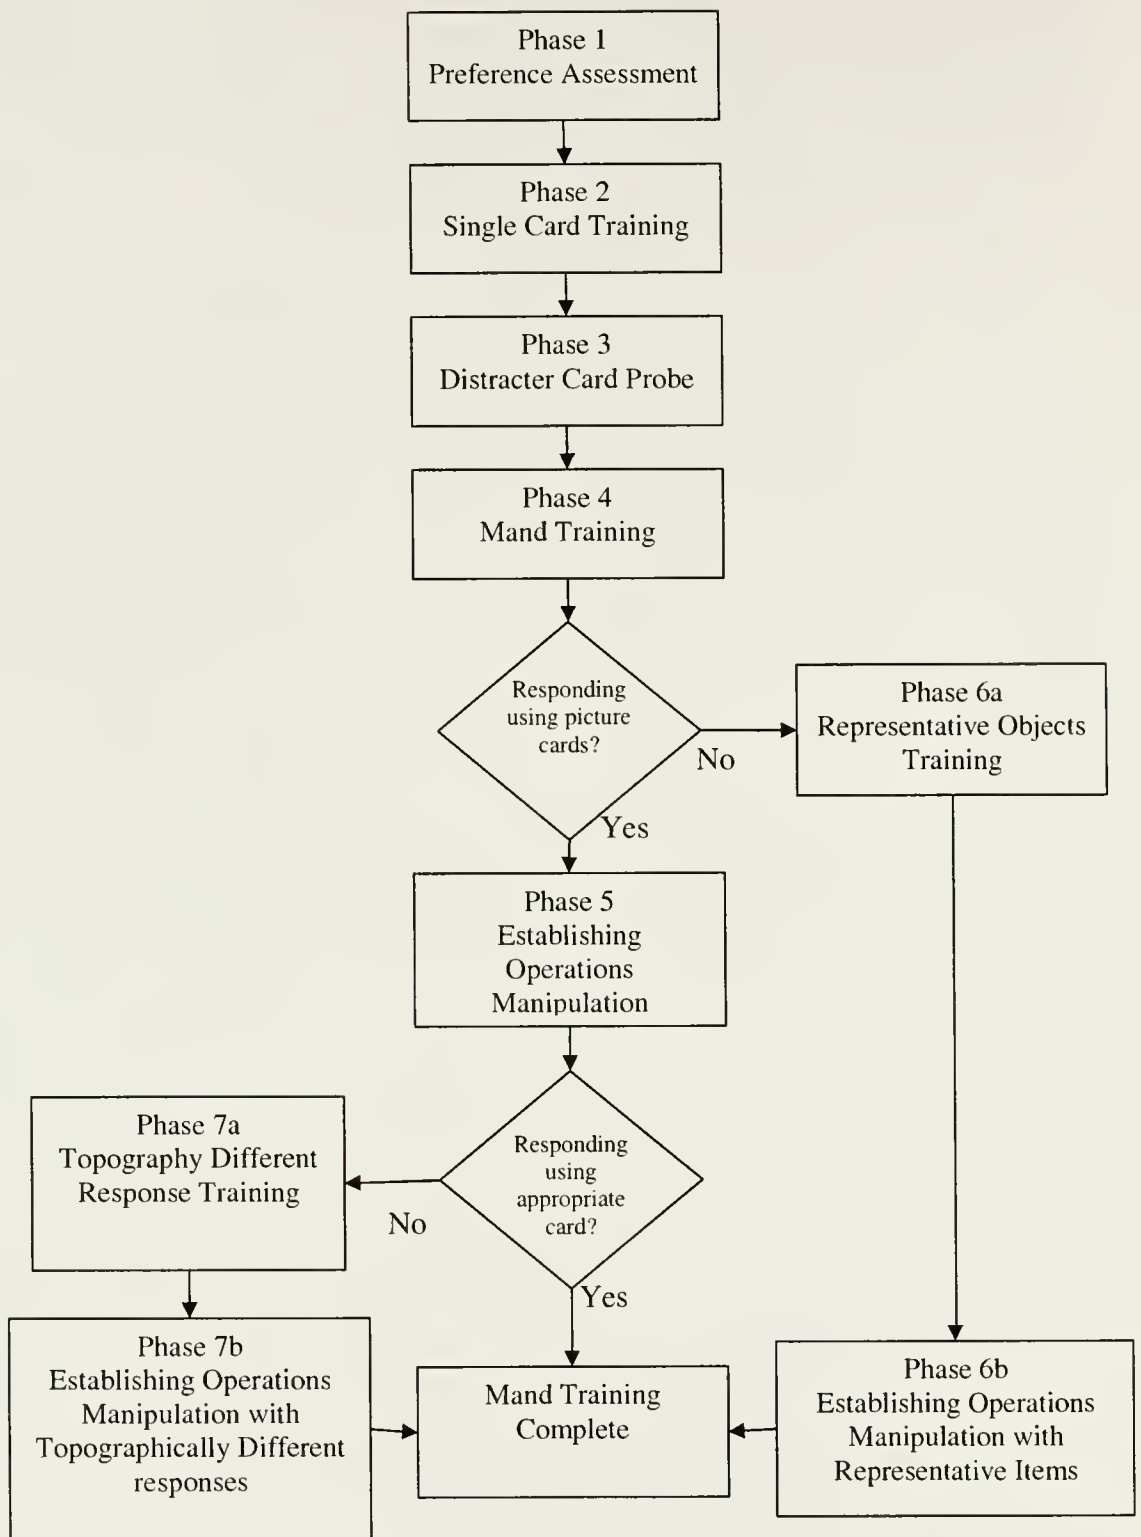 Phase 1
Preference Assessment
Phase 2
Single Card Training
Phase 3
Distracter Card Probe
Phase 4
Mand Training
Responding
using picture
cards?
No
Yes
Phase 6a
Representative Objects
Training
Phase 5
Establishing
Operations
Manipulation
Responding
using
appropriate
card?
No
Yes
Phase 7a
Topography Different
Response Training
Phase 7b
Establishing Operations
Manipulation with
Topographically Different
responses
Mand Training
Complete
Phase 6b
Establishing Operations
Manipulation with
Representative Items